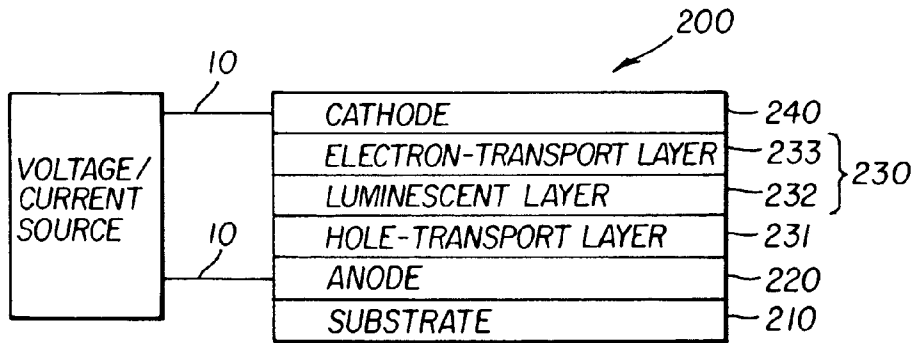 200
10
CATHODE 240
ELECTRON-TRANSPORT LAYER 233
VOLTAGE/
CURRENT
SOURCE
LUMINESCENT LAYER 232
230
10
HOLE-TRANSPORT LAYER 231
ANODE 220
SUBSTRATE 210